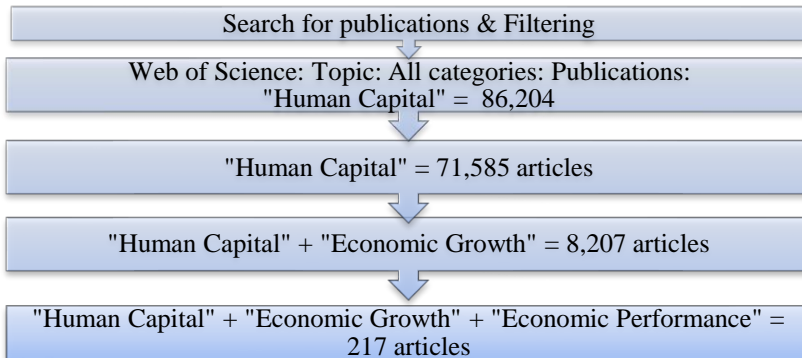 Search for publications & Filtering
Web of Science: Topic: All categories: Publications:
"Human Capital" = 86,204
"Human Capital" = 71,585 articles
"Human Capital" + "Economic Growth" = 8,207 articles
"Human Capital" + "Economic Growth" + "Economic Performance" =
217 articles